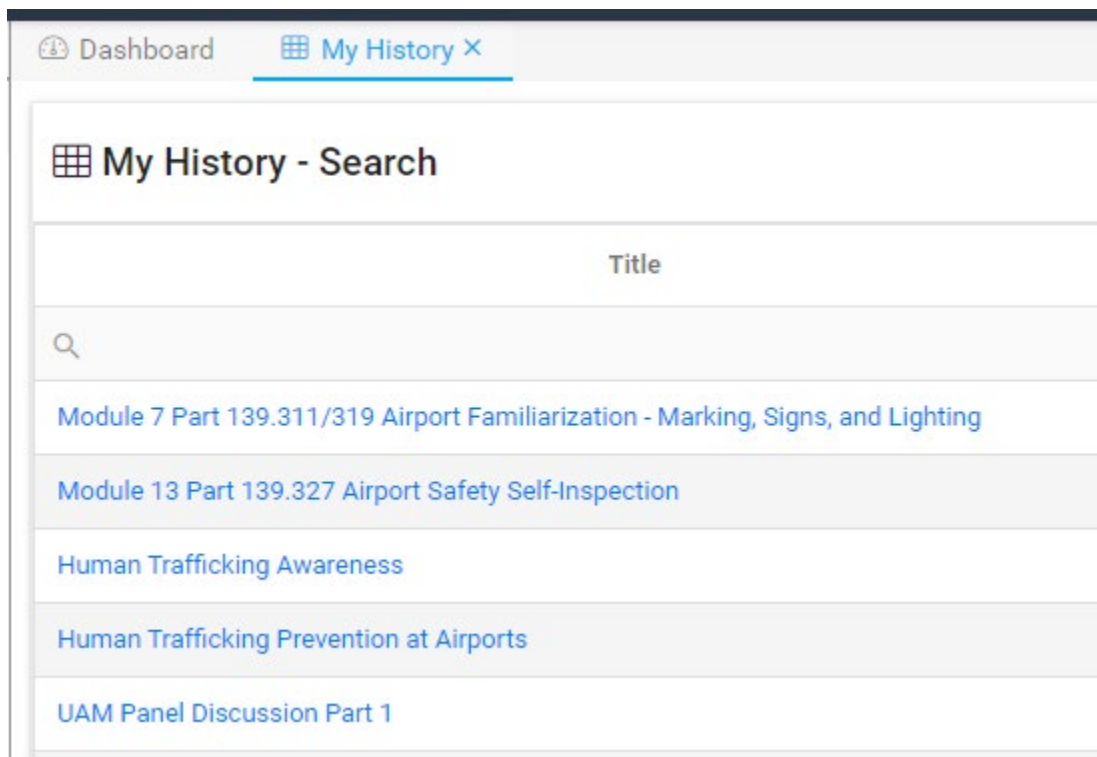 Dashboard My History ×
My History - Search
Title
Module 7 Part 139.311/319 Airport Familiarization - Marking, Signs, and Lighting
Module 13 Part 139.327 Airport Safety Self-Inspection
Human Trafficking Awareness
Human Trafficking Prevention at Airports
UAM Panel Discussion Part 1